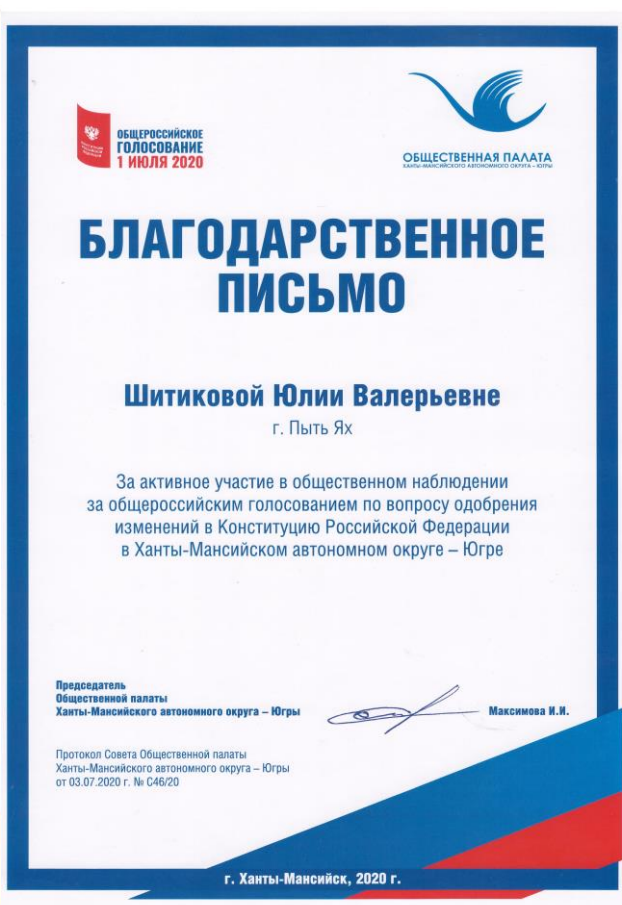 ОБЩЕРОССИЙСКОЕ
ГОЛОСОВАНИЕ
1 ИЮЛЯ 2020
ОБЩЕСТВЕННАЯ ПАЛАТА
ХАНТЫ-МАНСИЙСКОГО АВТОНОМНОГО ОКРУГА – ЮГРЫ
БЛАГОДАРСТВЕННОЕ
ПИСЬМО
Шитиковой Юлии Валерьевне
г. Пыть Ях
За активное участие в общественном наблюдении
за общероссийским голосованием по вопросу одобрения
изменений в Конституцию Российской Федерации
в Ханты-Мансийском автономном округе – Югре
Председатель
Общественной палаты
Ханты-Мансийского автономного округа – Югры
Максимова И.И.
Протокол Совета Общественной палаты
Ханты-Мансийского автономного округа – Югры
от 03.07.2020 г. № С46/20
г. Ханты-Мансийск, 2020 г.